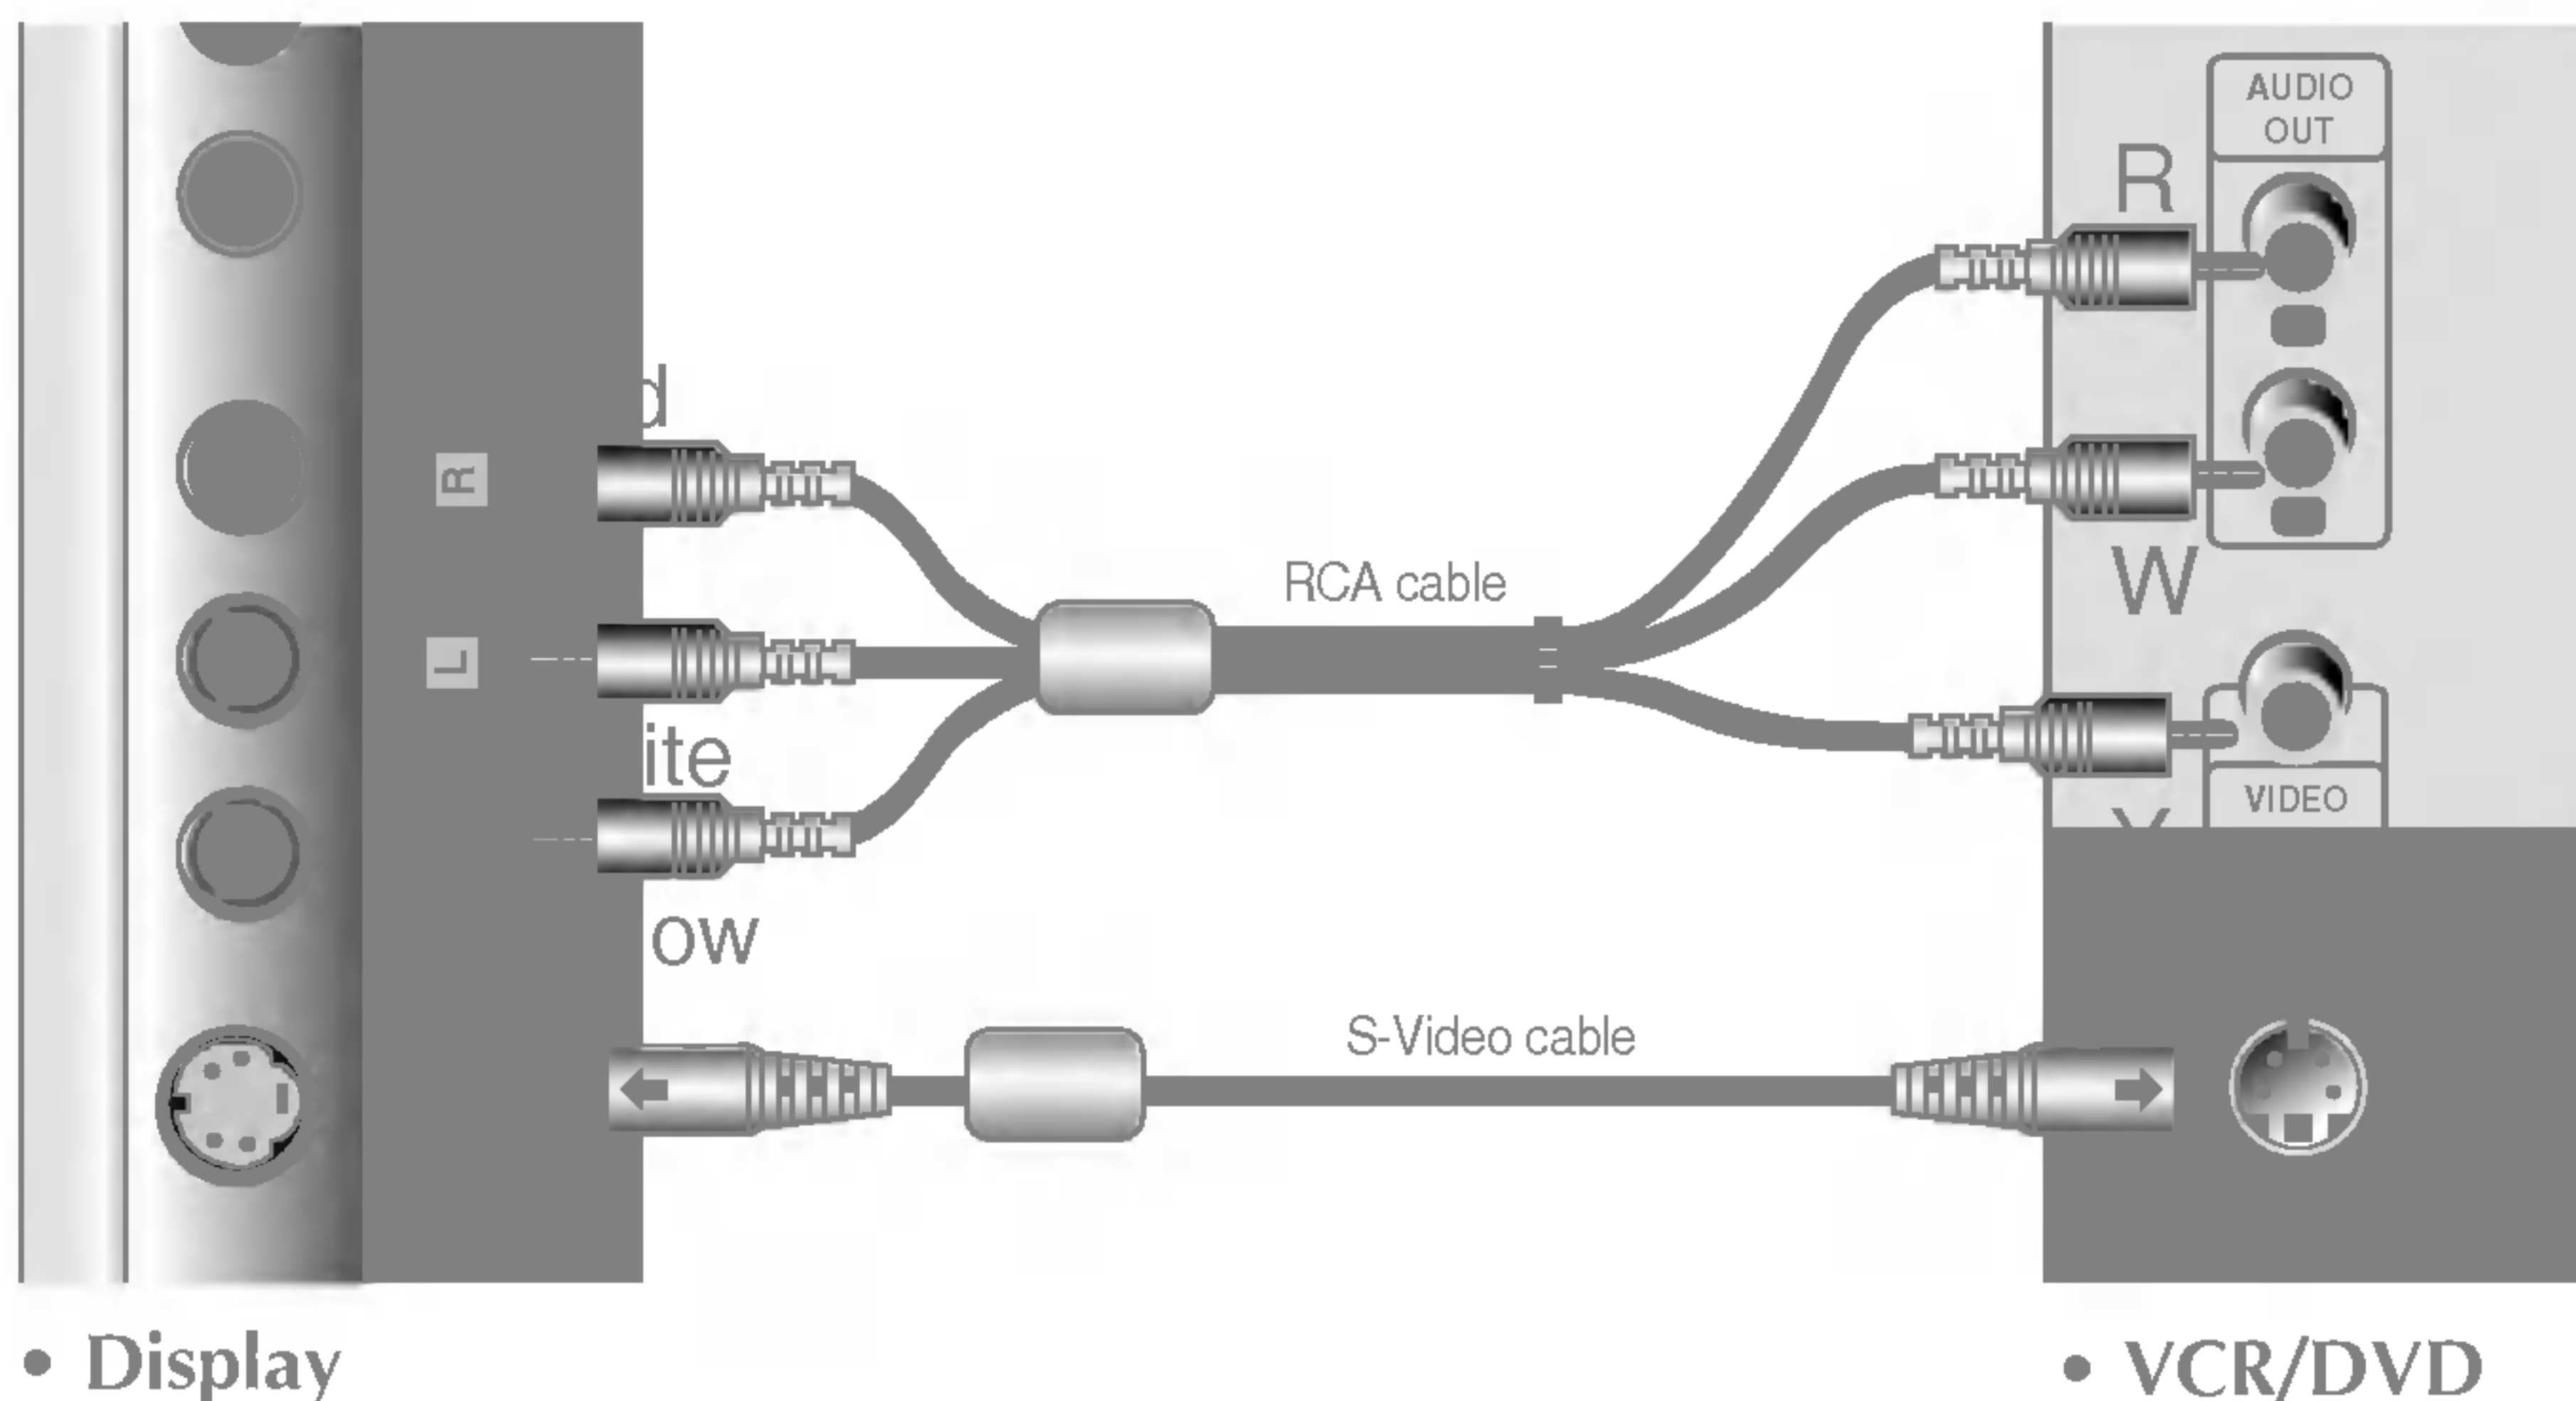 AUDIO
OUT
R
d
R
RCA cable
W
L
ite
VIDEO
ow
S-Video cable
• Display
• VCR/DVD